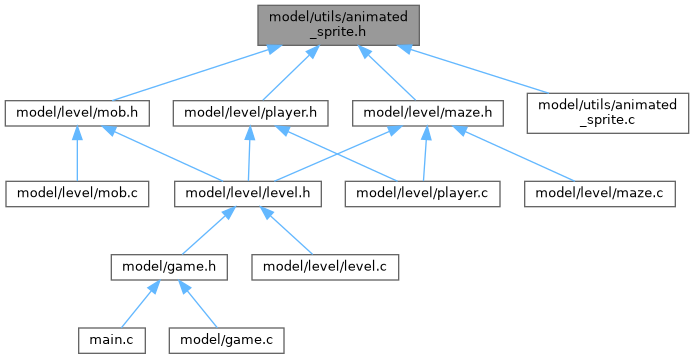 model/utils/animated
_sprite.h
model/level/mob.h
model/level/player.h
model/level/maze.h
model/utils/animated
_sprite.c
model/level/mob.c
model/level/level.h
model/level/player.c
model/level/maze.c
model/game.h
model/level/level.c
main.c
model/game.c